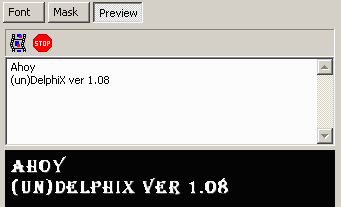 Font Mask Preview
STOP
Ahoy
(un)DelphiX ver 1.08
AHOY
(UN)DELPHIX VER 1.08